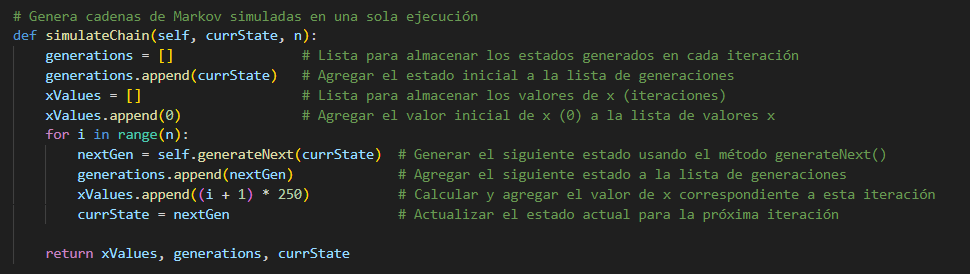 # Genera cadenas de Markov simuladas en una sola ejecución
def simulateChain(self, currState, n):
    generations = []                # Lista para almacenar los estados generados en cada iteración
    generations.append(currState)   # Agregar el estado inicial a la lista de generaciones
    xValues = []                    # Lista para almacenar los valores de x (iteraciones)
    xValues.append(0)               # Agregar el valor inicial de x (0) a la lista de valores x
    for i in range(n):
        nextGen = self.generateNext(currState)  # Generar el siguiente estado usando el método generateNext()
        generations.append(nextGen)             # Agregar el siguiente estado a la lista de generaciones
        xValues.append((i + 1) * 250)           # Calcular y agregar el valor de x correspondiente a esta iteración
        currState = nextGen                     # Actualizar el estado actual para la próxima iteración

    return xValues, generations, currState